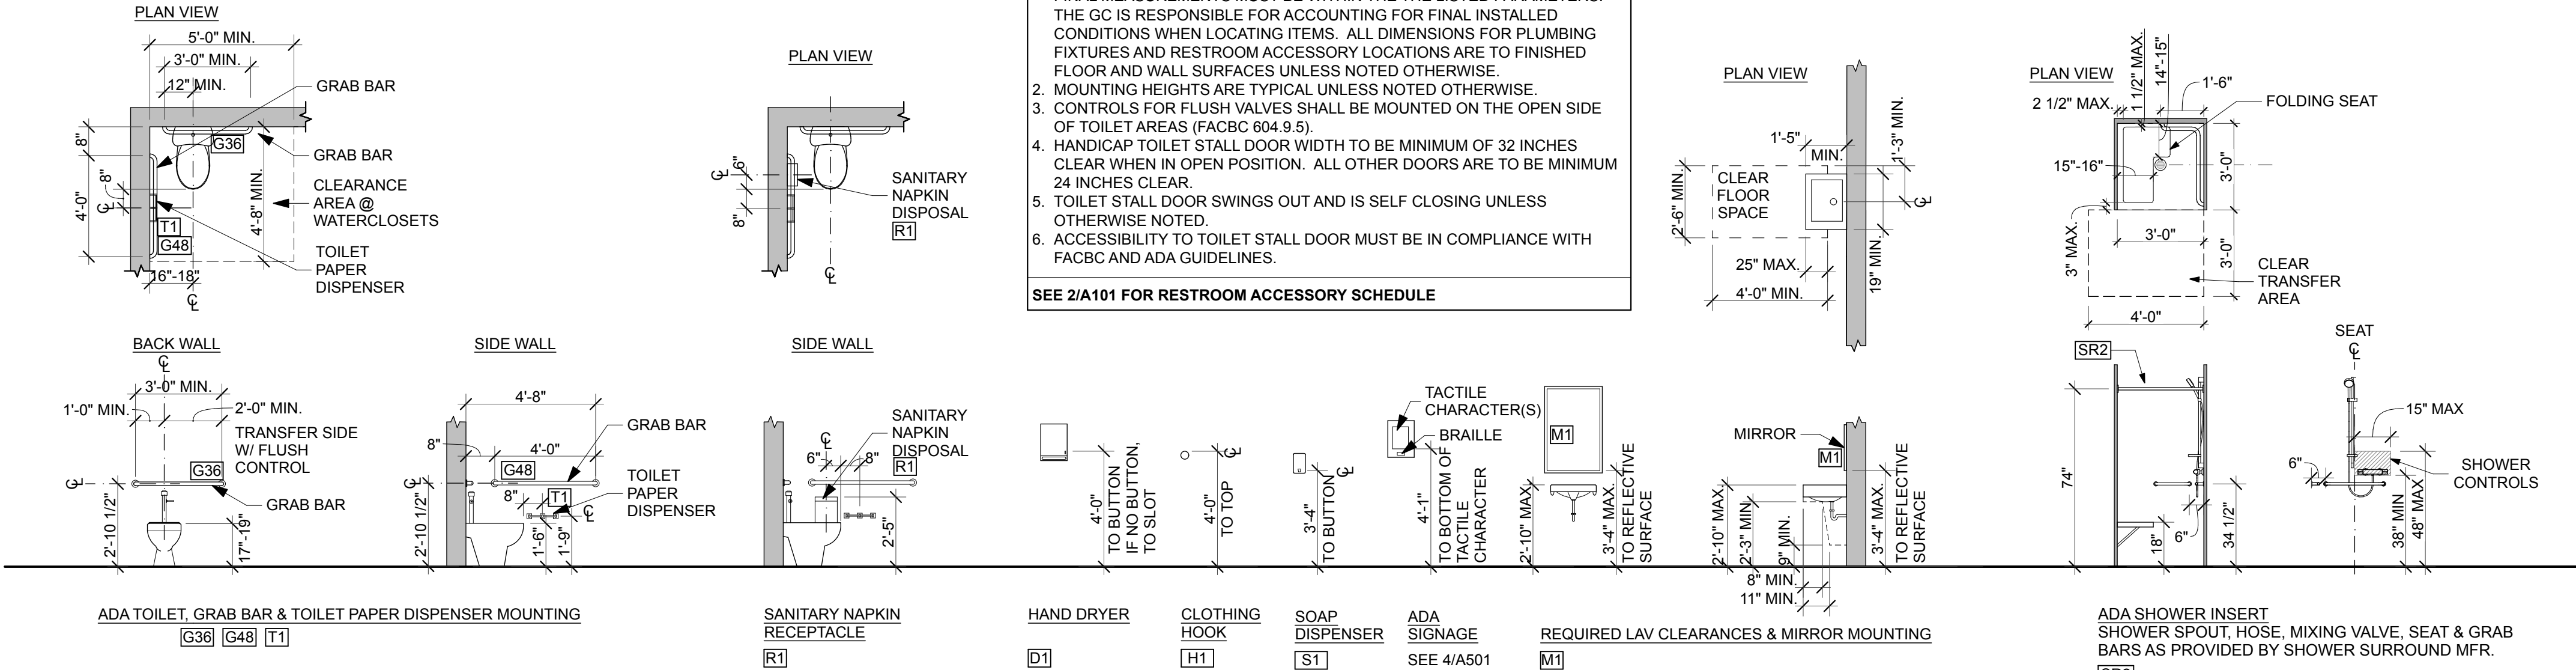 PLAN VIEW
5'-0" MIN.
3'-0" MIN.
12" MIN.
GRAB BAR
8"
G36
GRAB BAR
8"
4'-0"
CLEARANCE
AREA @
WATERCLOSETS
4'-8" MIN.
T1
G48
TOILET
PAPER
DISPENSER
16"-18"
PLAN VIEW
6"
8"
SANITARY
NAPKIN
DISPOSAL
R1
THE GC IS RESPONSIBLE FOR ACCOUNTING FOR FINAL INSTALLED
CONDITIONS WHEN LOCATING ITEMS. ALL DIMENSIONS FOR PLUMBING
FIXTURES AND RESTROOM ACCESSORY LOCATIONS ARE TO FINISHED
FLOOR AND WALL SURFACES UNLESS NOTED OTHERWISE.
2. MOUNTING HEIGHTS ARE TYPICAL UNLESS NOTED OTHERWISE.
3. CONTROLS FOR FLUSH VALVES SHALL BE MOUNTED ON THE OPEN SIDE
OF TOILET AREAS (FACBC 604.9.5).
4. HANDICAP TOILET STALL DOOR WIDTH TO BE MINIMUM OF 32 INCHES
CLEAR WHEN IN OPEN POSITION. ALL OTHER DOORS ARE TO BE MINIMUM
24 INCHES CLEAR.
5. TOILET STALL DOOR SWINGS OUT AND IS SELF CLOSING UNLESS
OTHERWISE NOTED.
6. ACCESSIBILITY TO TOILET STALL DOOR MUST BE IN COMPLIANCE WITH
FACBC AND ADA GUIDELINES.
SEE 2/A101 FOR RESTROOM ACCESSORY SCHEDULE
PLAN VIEW
1'-5"
MIN.
1'-3" MIN.
2'-6" MIN.
CLEAR
FLOOR
SPACE
25" MAX.
4'-0" MIN.
19" MIN.
PLAN VIEW
2 1/2" MAX.
1 1/2" MAX.
14"-15"
1'-6"
FOLDING SEAT
15"-16"
3'-0"
3" MAX.
3'-0"
3'-0"
CLEAR
TRANSFER
AREA
4'-0"
BACK WALL
3'-0" MIN.
1'-0" MIN.
2'-0" MIN.
TRANSFER SIDE
W/ FLUSH
CONTROL
G36
GRAB BAR
2'-10 1/2"
17"-19"
SIDE WALL
4'-8"
8"
4'-0"
GRAB BAR
G48
8"
T1
TOILET
PAPER
DISPENSER
2'-10 1/2"
1'-6"
1'-9"
SIDE WALL
SANITARY
NAPKIN
DISPOSAL
R1
6"
8"
2'-5"
4'-0"
TO BUTTON
IF NO BUTTON,
TO SLOT
4'-0"
TO TOP
3'-4"
TO BUTTON
TACTILE
CHARACTER(S)
BRAILLE
4'-1"
TO BOTTOM OF
TACTILE
CHARACTER
M1
2'-10" MAX.
3'-4" MAX.
TO REFLECTIVE
SURFACE
MIRROR
M1
2'-10" MAX.
2'-3" MIN.
9" MIN.
8" MIN.
11" MIN.
3'-4" MAX.
TO REFLECTIVE
SURFACE
SR2
74"
18"
6"
34 1/2"
SEAT
15" MAX
6"
SHOWER
CONTROLS
38" MIN
48" MAX
ADA TOILET, GRAB BAR & TOILET PAPER DISPENSER MOUNTING
G36 G48 T1
SANITARY NAPKIN
RECEPTACLE
R1
HAND DRYER
D1
CLOTHING
HOOK
H1
SOAP
DISPENSER
S1
ADA
SIGNAGE
SEE 4/A501
REQUIRED LAV CLEARANCES & MIRROR MOUNTING
M1
ADA SHOWER INSERT
SHOWER SPOUT, HOSE, MIXING VALVE, SEAT & GRAB
BARS AS PROVIDED BY SHOWER SURROUND MFR.